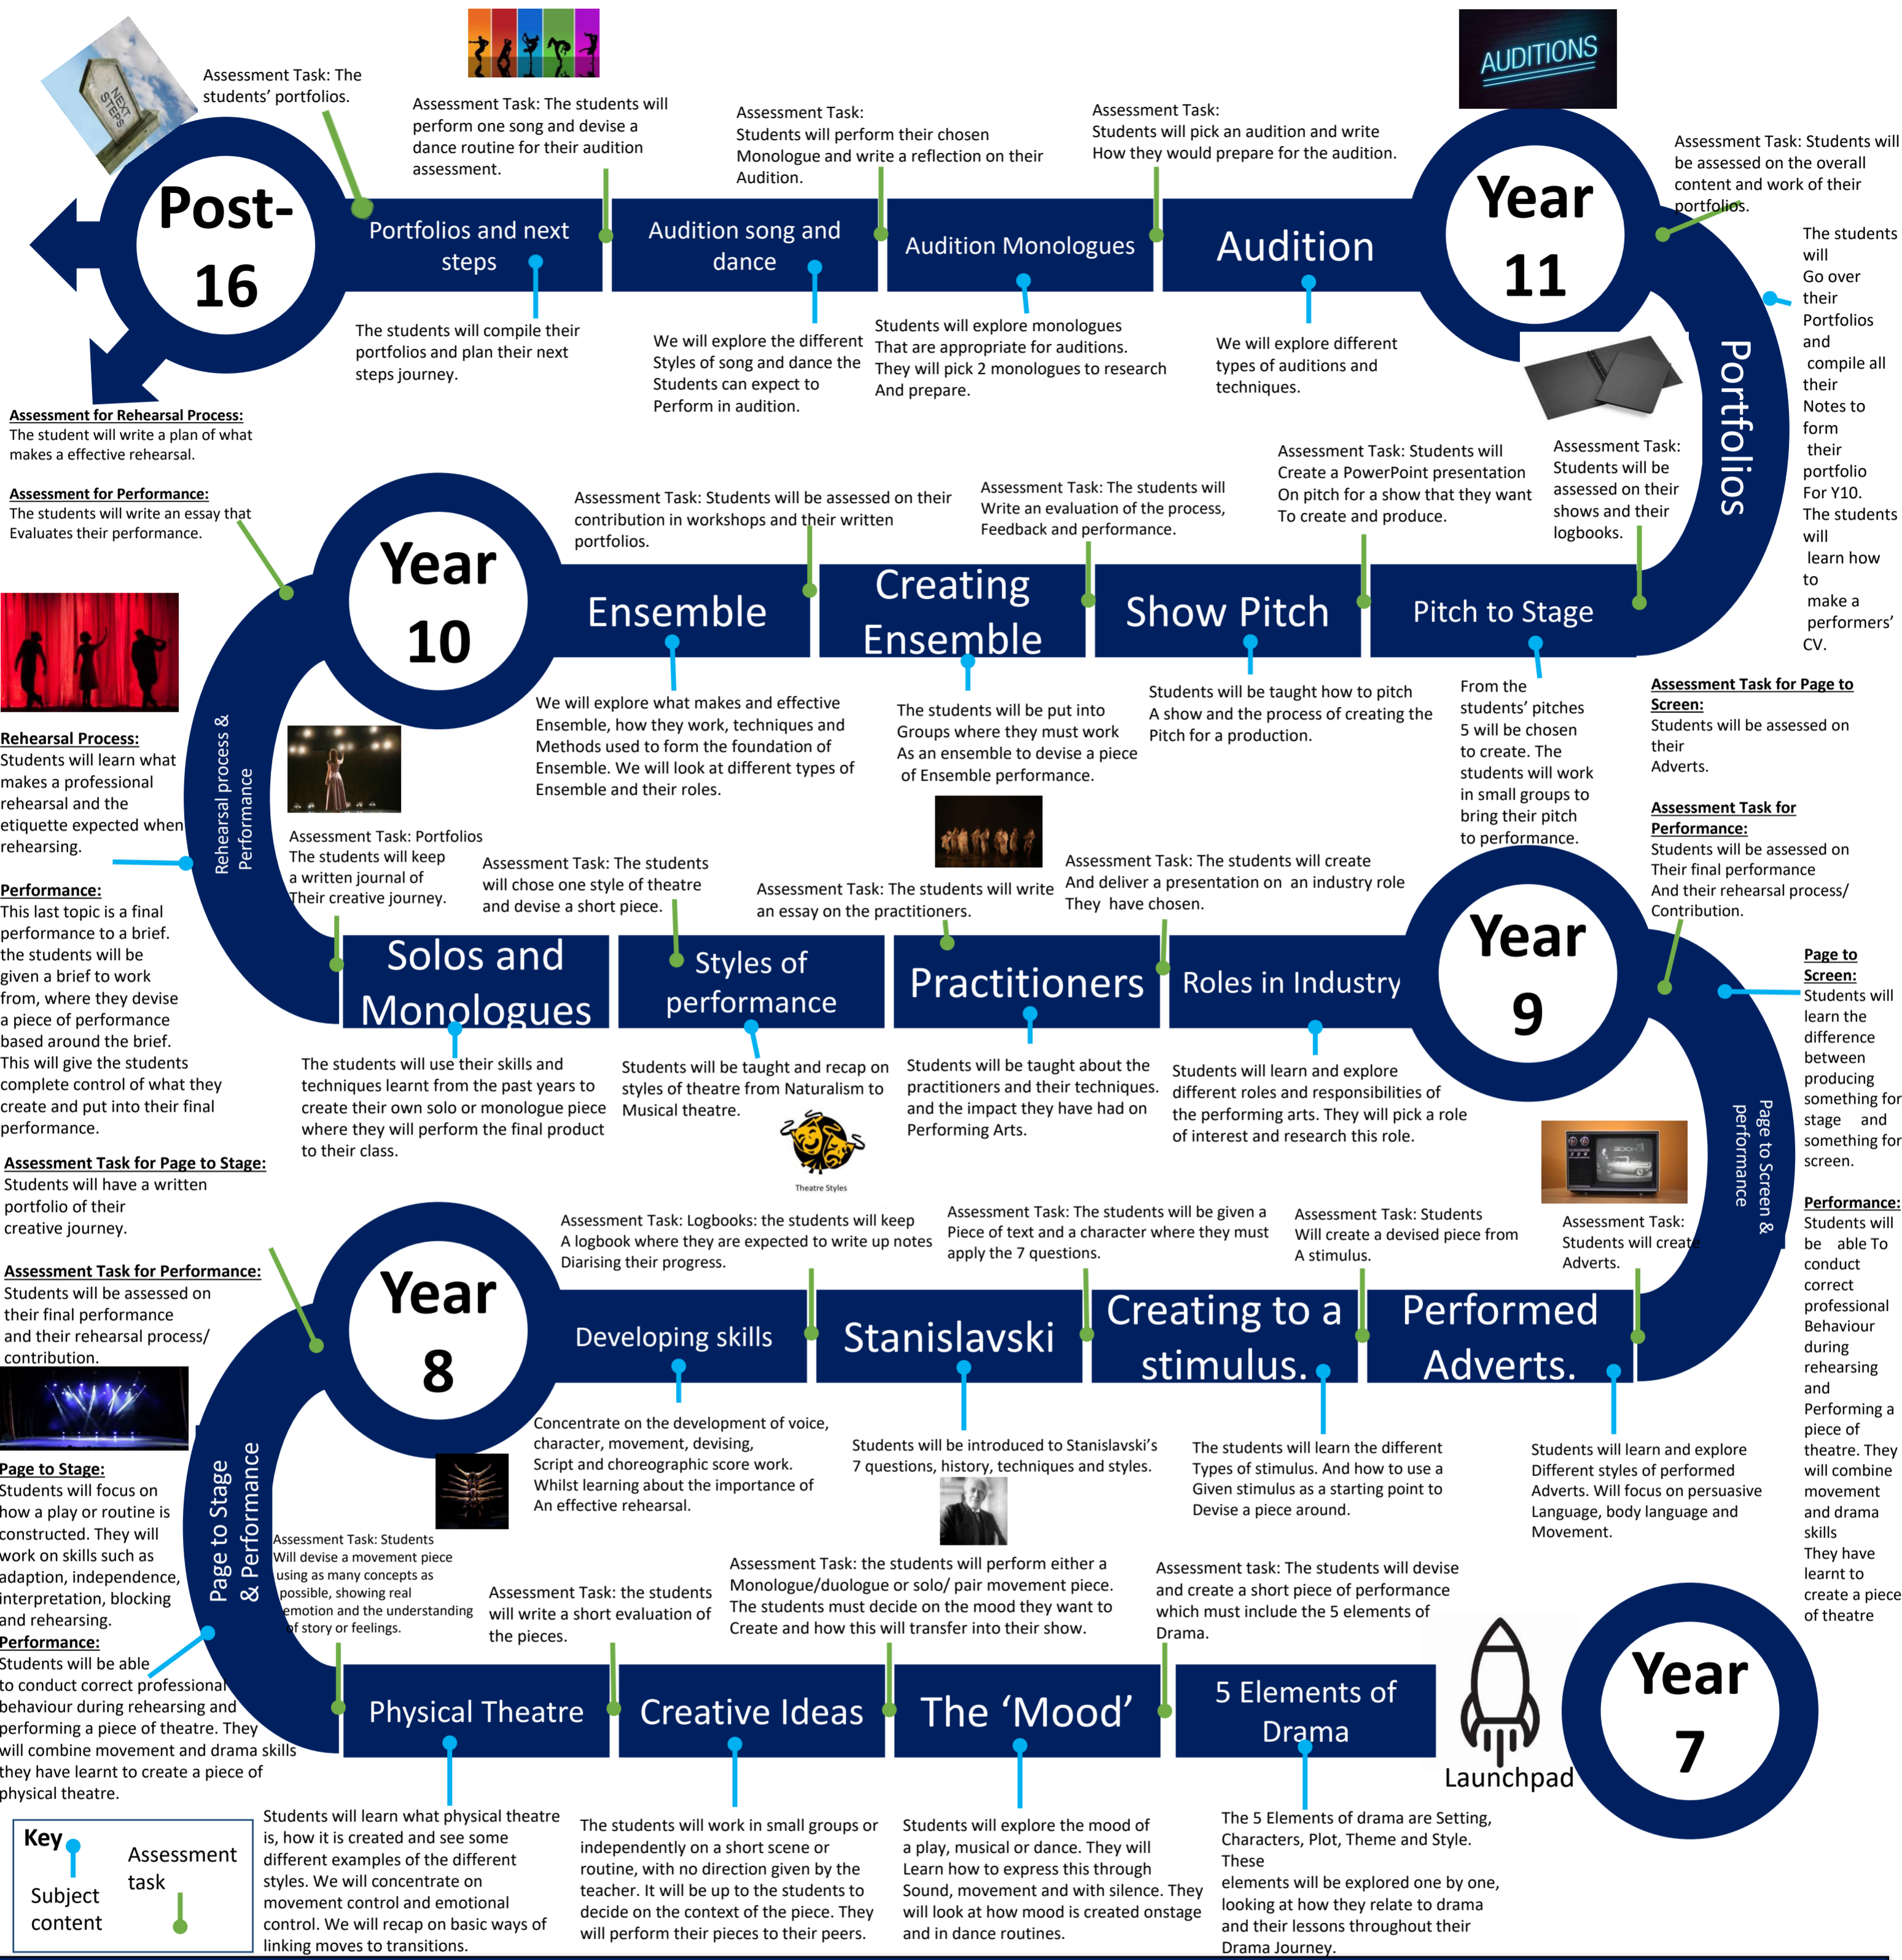 NEXT
STEPS
Assessment Task: The
students' portfolios.
Assessment Task: The students will
perform one song and devise a
dance routine for their audition
assessment.
Assessment Task:
Students will perform their chosen
Monologue and write a reflection on their
Audition.
Assessment Task:
Students will pick an audition and write
How they would prepare for the audition.
AUDITIONS
Assessment Task: Students will
be assessed on the overall
content and work of their
portfolios.
Post-
16
Portfolios and next
steps
Audition song and
dance
Audition Monologues
Audition
Year
11
The students will compile their
portfolios and plan their next
steps journey.
We will explore the different
Styles of song and dance the
Students can expect to
Perform in audition.
Students will explore monologues
That are appropriate for auditions.
They will pick 2 monologues to research
And prepare.
We will explore different
types of auditions and
techniques.
Portfolios
The students
will
Go over
their
Portfolios
and
compile all
their
Notes to
form
their
portfolio
For Y10.
The students
will
learn how
to
make a
performers'
CV.
Assessment for Rehearsal Process:
The student will write a plan of what
makes a effective rehearsal.
Assessment for Performance:
The students will write an essay that
Evaluates their performance.
Assessment Task: Students will be assessed on their
contribution in workshops and their written
portfolios.
Assessment Task: The students will
Write an evaluation of the process,
Feedback and performance.
Assessment Task: Students will
Create a PowerPoint presentation
On pitch for a show that they want
To create and produce.
Assessment Task:
Students will be
assessed on their
shows and their
logbooks.
Year
10
Ensemble
Creating
Ensemble
Show Pitch
Pitch to Stage
We will explore what makes and effective
Ensemble, how they work, techniques and
Methods used to form the foundation of
Ensemble. We will look at different types of
Ensemble and their roles.
The students will be put into
Groups where they must work
As an ensemble to devise a piece
of Ensemble performance.
Students will be taught how to pitch
A show and the process of creating the
Pitch for a production.
From the
students' pitches
5 will be chosen
to create. The
students will work
in small groups to
bring their pitch
to performance.
Rehearsal process &
Performance
Rehearsal Process:
Students will learn what
makes a professional
rehearsal and the
etiquette expected when
rehearsing.
Performance:
This last topic is a final
performance to a brief.
the students will be
given a brief to work
from, where they devise
a piece of performance
based around the brief.
This will give the students
complete control of what they
create and put into their final
performance.
Assessment Task for Page to
Screen:
Students will be assessed on
their
Adverts.
Assessment Task for
Performance:
Students will be assessed on
Their final performance
And their rehearsal process/
Contribution.
Assessment Task: Portfolios
The students will keep
a written journal of
Their creative journey.
Assessment Task: The students
will chose one style of theatre
and devise a short piece.
Assessment Task: The students will write
an essay on the practitioners.
Assessment Task: The students will create
And deliver a presentation on an industry role
They have chosen.
Solos and
Monologues
Styles of
performance
Practitioners
Roles in Industry
Year
9
The students will use their skills and
techniques learnt from the past years to
create their own solo or monologue piece
where they will perform the final product
to their class.
Students will be taught and recap on
styles of theatre from Naturalism to
Musical theatre.
Theatre Styles
Students will be taught about the
practitioners and their techniques.
and the impact they have had on
Performing Arts.
Students will learn and explore
different roles and responsibilities of
the performing arts. They will pick a role
of interest and research this role.
Page to Screen &
performance
Page to
Screen:
Students will
learn the
difference
between
producing
something for
stage and
something for
screen.
Performance:
Students will
be able To
conduct
correct
professional
Behaviour
during
rehearsing
and
Performing a
piece of
theatre. They
will combine
movement
and drama
skills
They have
learnt to
create a piece
of theatre
Assessment Task for Page to Stage:
Students will have a written
portfolio of their
creative journey.
Assessment Task for Performance:
Students will be assessed on
their final performance
and their rehearsal process/
contribution.
Assessment Task: Logbooks: the students will keep
A logbook where they are expected to write up notes
Diarising their progress.
Assessment Task: The students will be given a
Piece of text and a character where they must
apply the 7 questions.
Assessment Task: Students
Will create a devised piece from
A stimulus.
Assessment Task:
Students will create
Adverts.
Year
8
Developing skills
Stanislavski
Creating to a
stimulus.
Performed
Adverts.
Concentrate on the development of voice,
character, movement, devising,
Script and choreographic score work.
Whilst learning about the importance of
An effective rehearsal.
Students will be introduced to Stanislavski's
7 questions, history, techniques and styles.
The students will learn the different
Types of stimulus. And how to use a
Given stimulus as a starting point to
Devise a piece around.
Students will learn and explore
Different styles of performed
Adverts. Will focus on persuasive
Language, body language and
Movement.
Page to Stage
& Performance
Page to Stage:
Students will focus on
how a play or routine is
constructed. They will
work on skills such as
adaption, independence,
interpretation, blocking
and rehearsing.
Performance:
Students will be able
to conduct correct professional
behaviour during rehearsing and
performing a piece of theatre. They
will combine movement and drama skills
they have learnt to create a piece of
physical theatre.
Assessment Task: Students
Will devise a movement piece
using as many concepts as
possible, showing real
emotion and the understanding
of story or feelings.
Assessment Task: the students
will write a short evaluation of
the pieces.
Assessment Task: the students will perform either a
Monologue/duologue or solo/ pair movement piece.
The students must decide on the mood they want to
Create and how this will transfer into their show.
Assessment task: The students will devise
and create a short piece of performance
which must include the 5 elements of
Drama.
Physical Theatre
Creative Ideas
The 'Mood'
5 Elements of
Drama
Launchpad
Year
7
Key
Subject
content
Assessment
task
Students will learn what physical theatre
is, how it is created and see some
different examples of the different
styles. We will concentrate on
movement control and emotional
control. We will recap on basic ways of
linking moves to transitions.
The students will work in small groups or
independently on a short scene or
routine, with no direction given by the
teacher. It will be up to the students to
decide on the context of the piece. They
will perform their pieces to their peers.
Students will explore the mood of
a play, musical or dance. They will
Learn how to express this through
Sound, movement and with silence. They
will look at how mood is created onstage
and in dance routines.
The 5 Elements of drama are Setting,
Characters, Plot, Theme and Style.
These
elements will be explored one by one,
looking at how they relate to drama
and their lessons throughout their
Drama Journey.